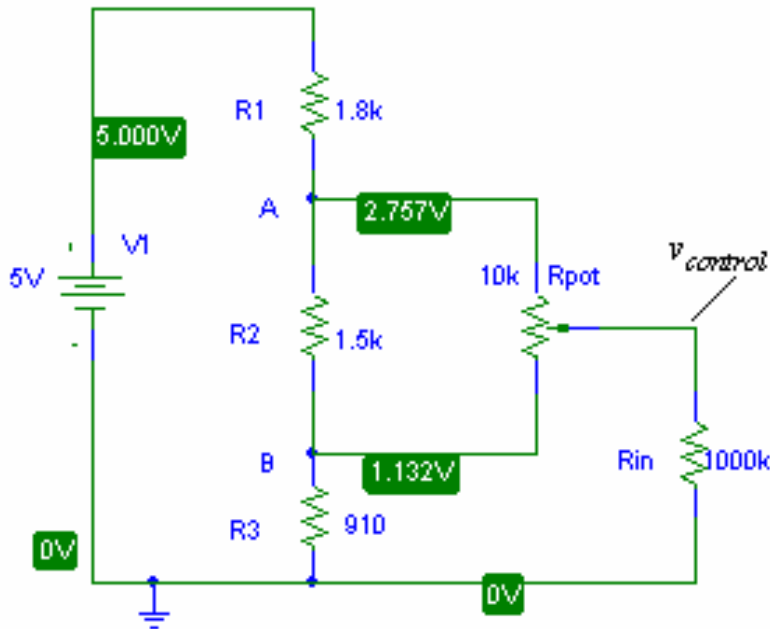 R1
1.8k
5.000V
A
2.757V
V1
5V
10k
Rpot
v control
R2
1.5k
B
1.132V
Rin
1000k
R3
910
0V
0V